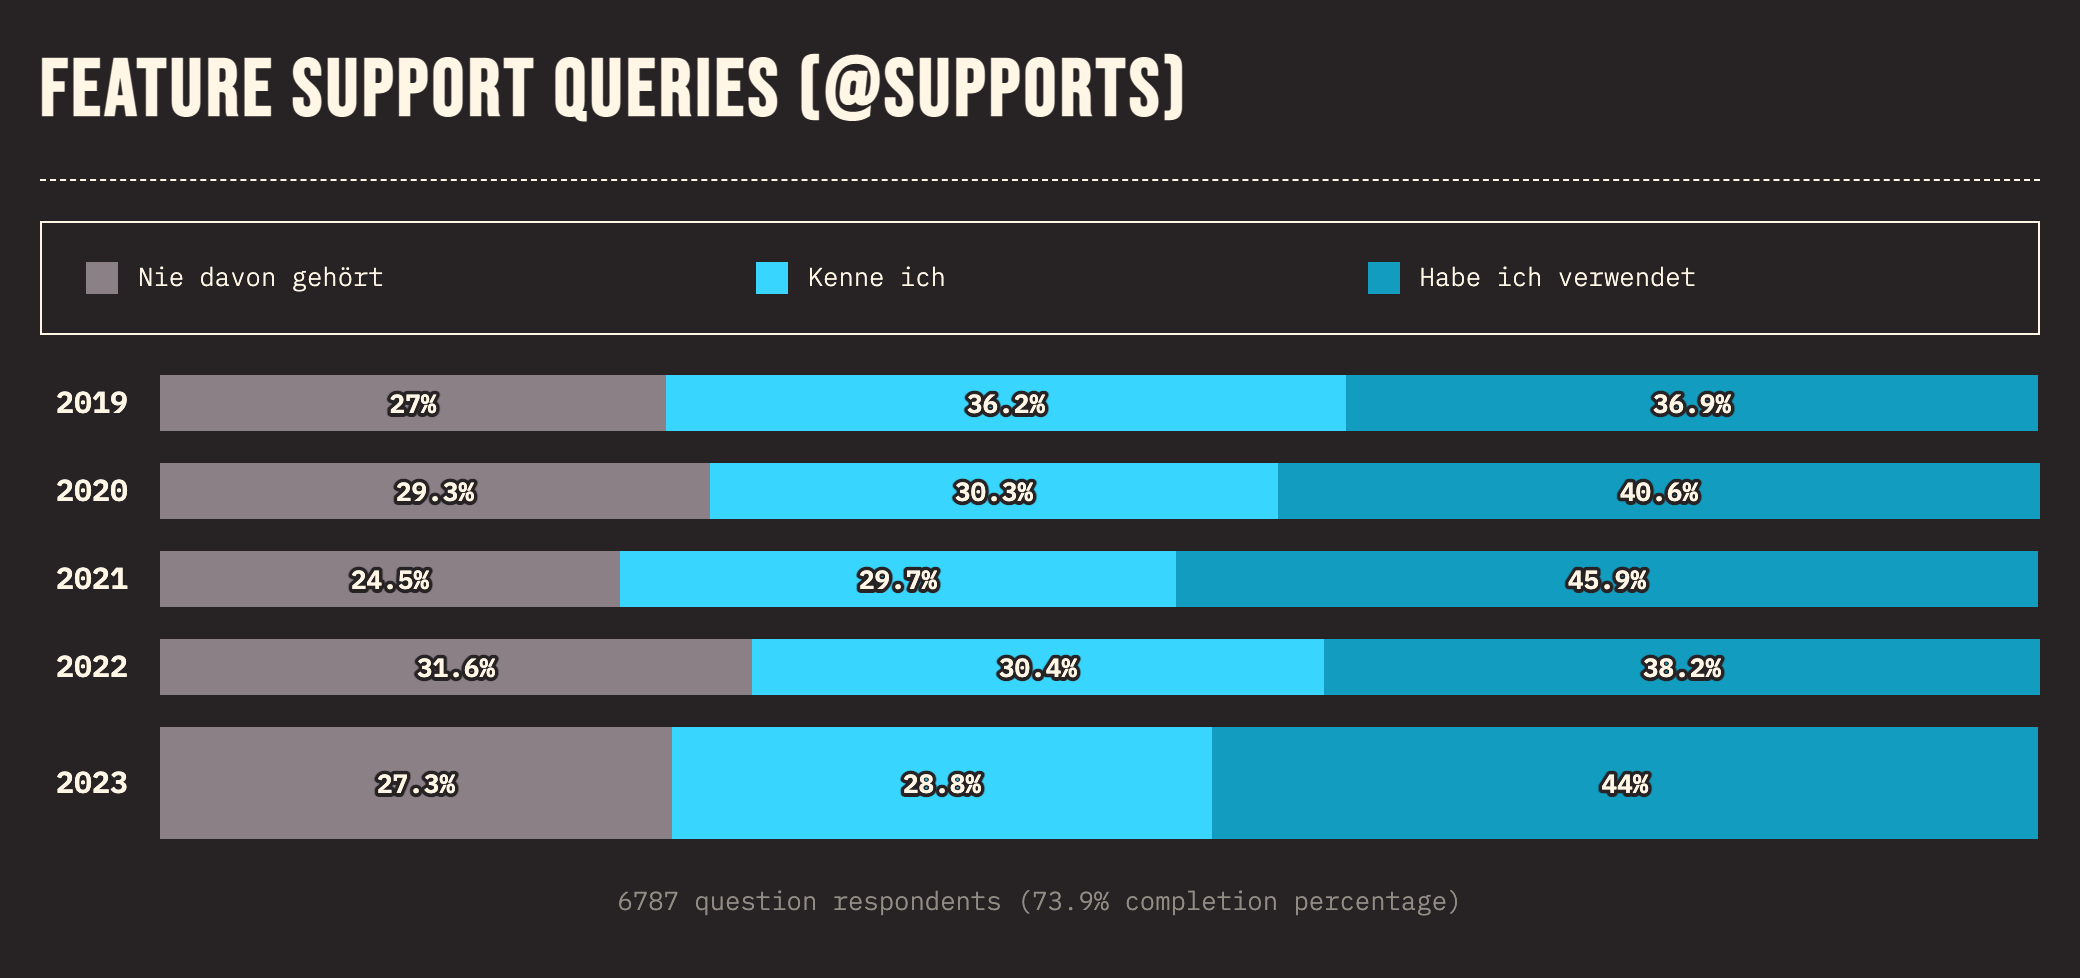 FEATURE SUPPORT QUERIES (@SUPPORTS)
Nie davon gehört Kenne ich Habe ich verwendet
2019 27% 36.2% 36.9%
2020 29.3% 30.3% 40.6%
2021 24.5% 29.7% 45.9%
2022 31.6% 30.4% 38.2%
2023 27.3% 28.8% 44%
6787 question respondents (73.9% completion percentage)